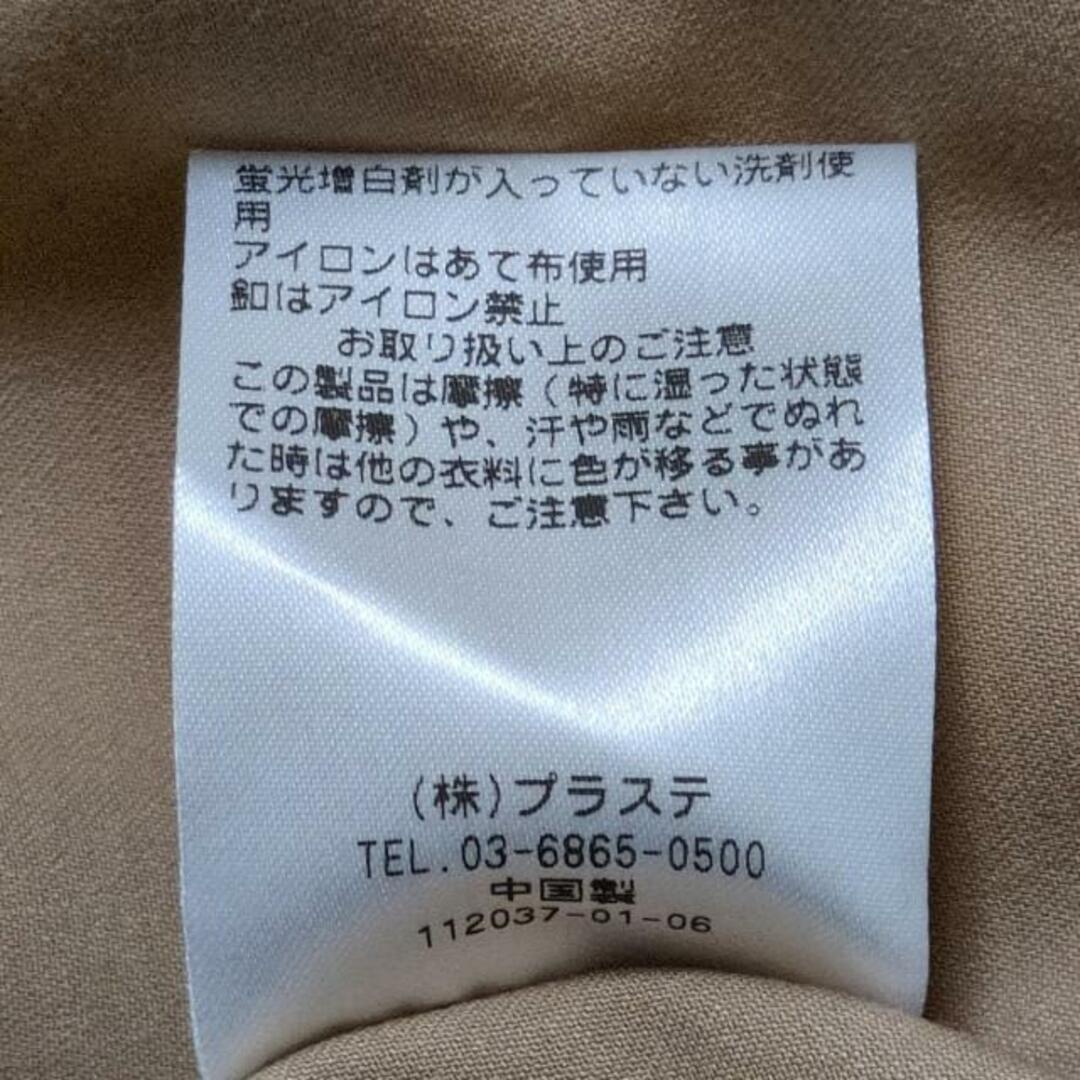 蛍光増白剤が入っていない洗剤使
用
アイロンはあて布使用
釦はアイロン禁止
お取り扱い上のご注意
この製品は摩擦（特に湿った状態
での摩擦）や、汗や雨などでぬれ
た時は他の衣料に色が移る事があ
りますので、ご注意下さい。
(株)プラステ
TEL.03-6865-0500
中国製
112037-01-06